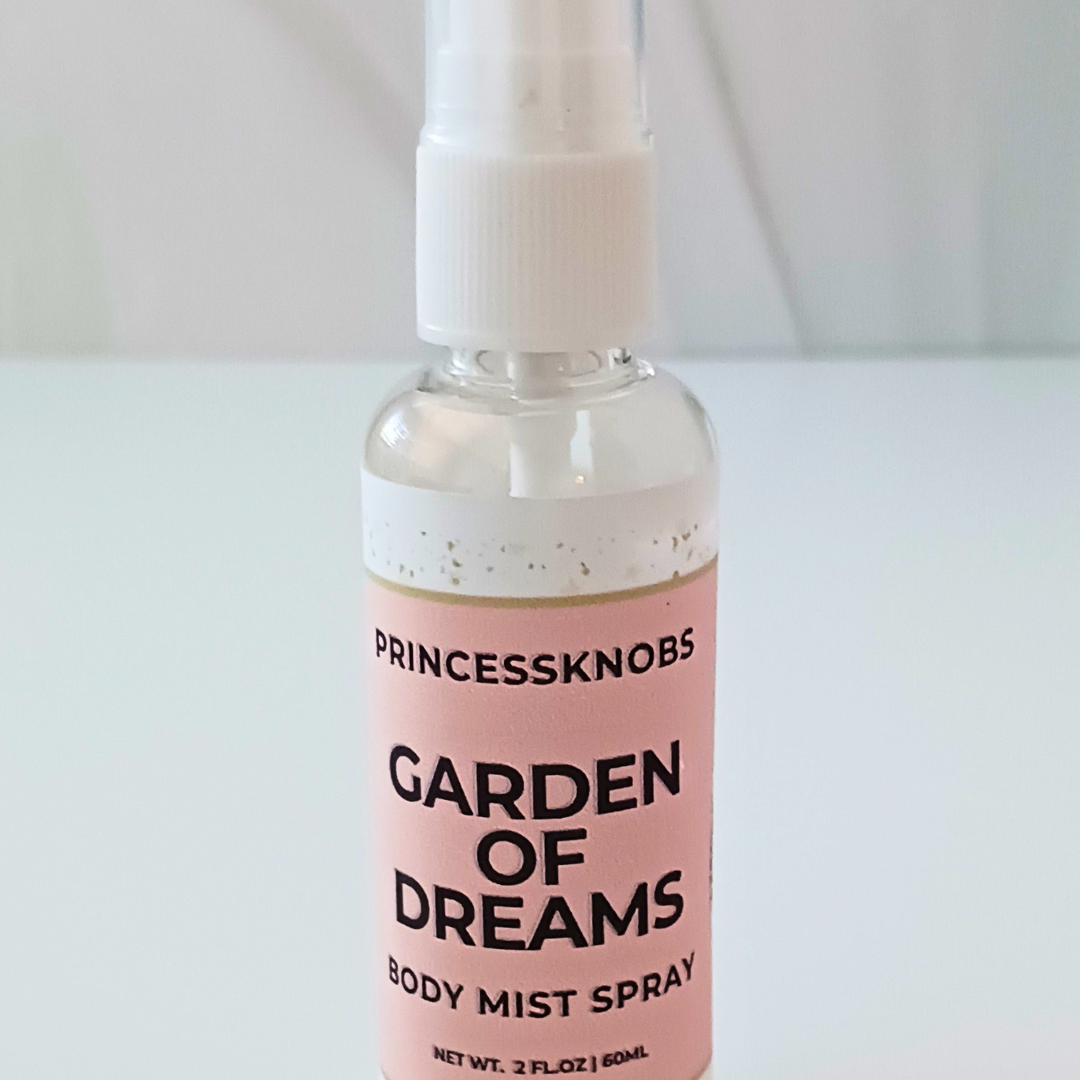 PRINCESSKNOBS
GARDEN
OF
DREAMS
BODY MIST SPRAY
NET WT. 2 FL.OZ | 60ML